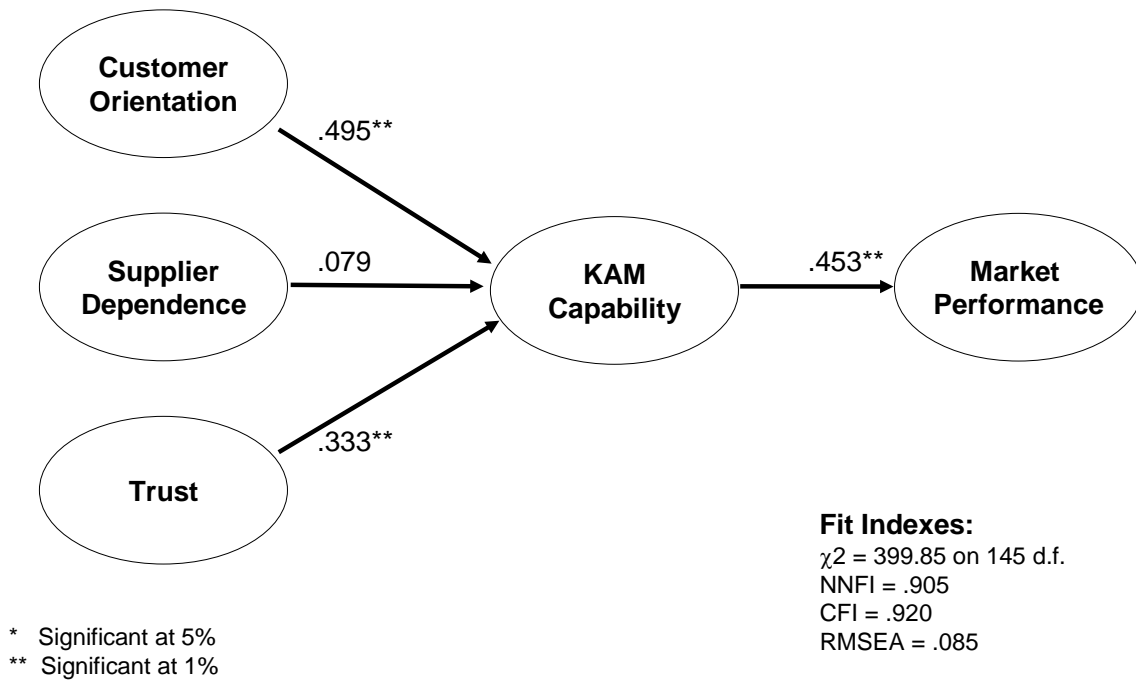 Customer
Orientation
.495**
Supplier
Dependence
.079
KAM
Capability
.453**
Market
Performance
.333**
Trust
Fit Indexes:
χ2 = 399.85 on 145 d.f.
NNFI = .905
CFI = .920
RMSEA = .085
* Significant at 5%
** Significant at 1%